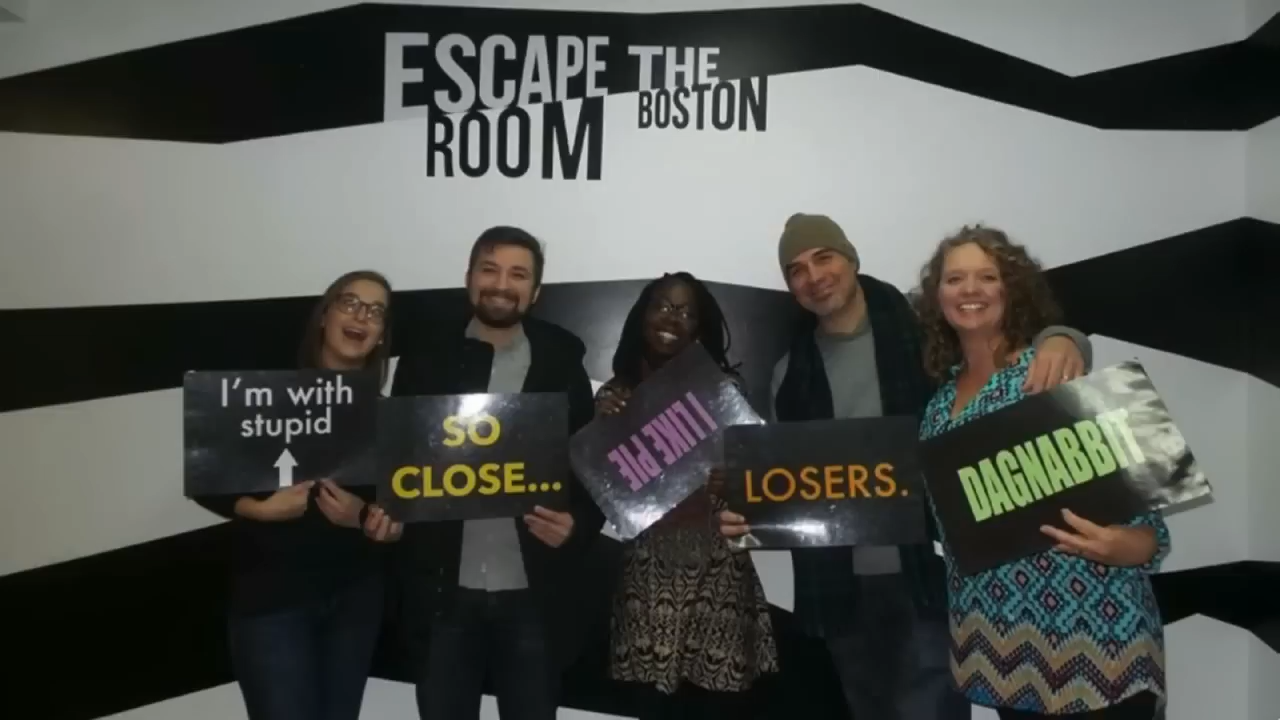 ESCAPE THE
ROOM BOSTON
I'm with
stupid
SO
CLOSE...
I LIKE PIE
LOSERS.
DAGNABBIT